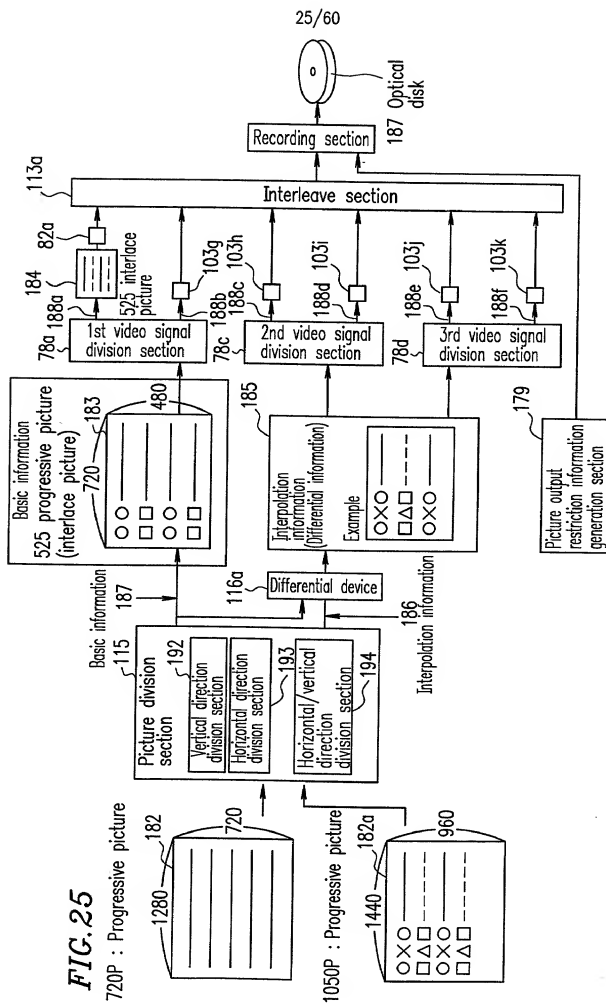 FIG.25
720P : Progressive picture
1280
182
720
1050P : Progressive picture
1440
182a
960
115
Picture division
section
192
Vertical direction
division section
Horizontal direction
division section
193
Horizontal/vertical
direction
division section
194
Basic information
187
116a
Differential device
186
Interpolation information
Basic information
525 progressive picture
(interlace picture)
720
183
480
185
Interpolation
information
(Differential information)
Example
78a
1st video signal
division section
188a
184
525 interlace
picture
82a
188b
103g
78c
2nd video signal
division section
188c
103h
188d
103i
78d
3rd video signal
division section
188e
103j
188f
103k
179
Picture output
restriction information
generation section
113a
Interleave section
Recording section
187
Optical
disk
25/60